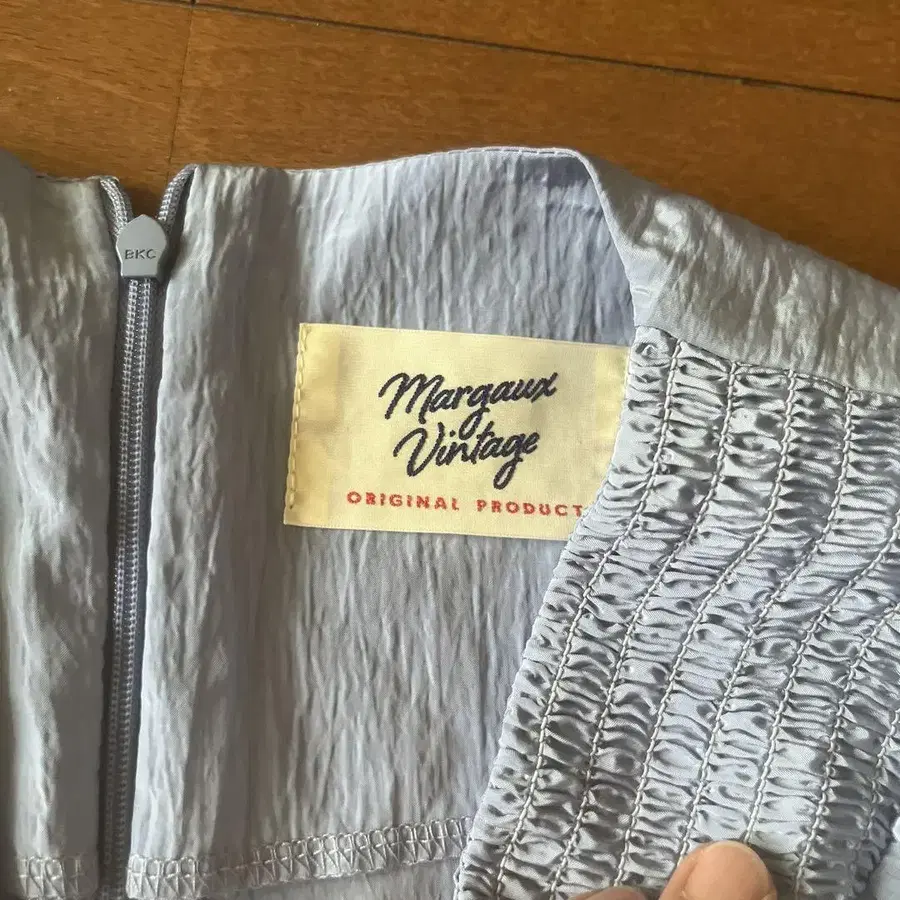 BKC
Margaux
Vintage
ORIGINAL PRODUCT